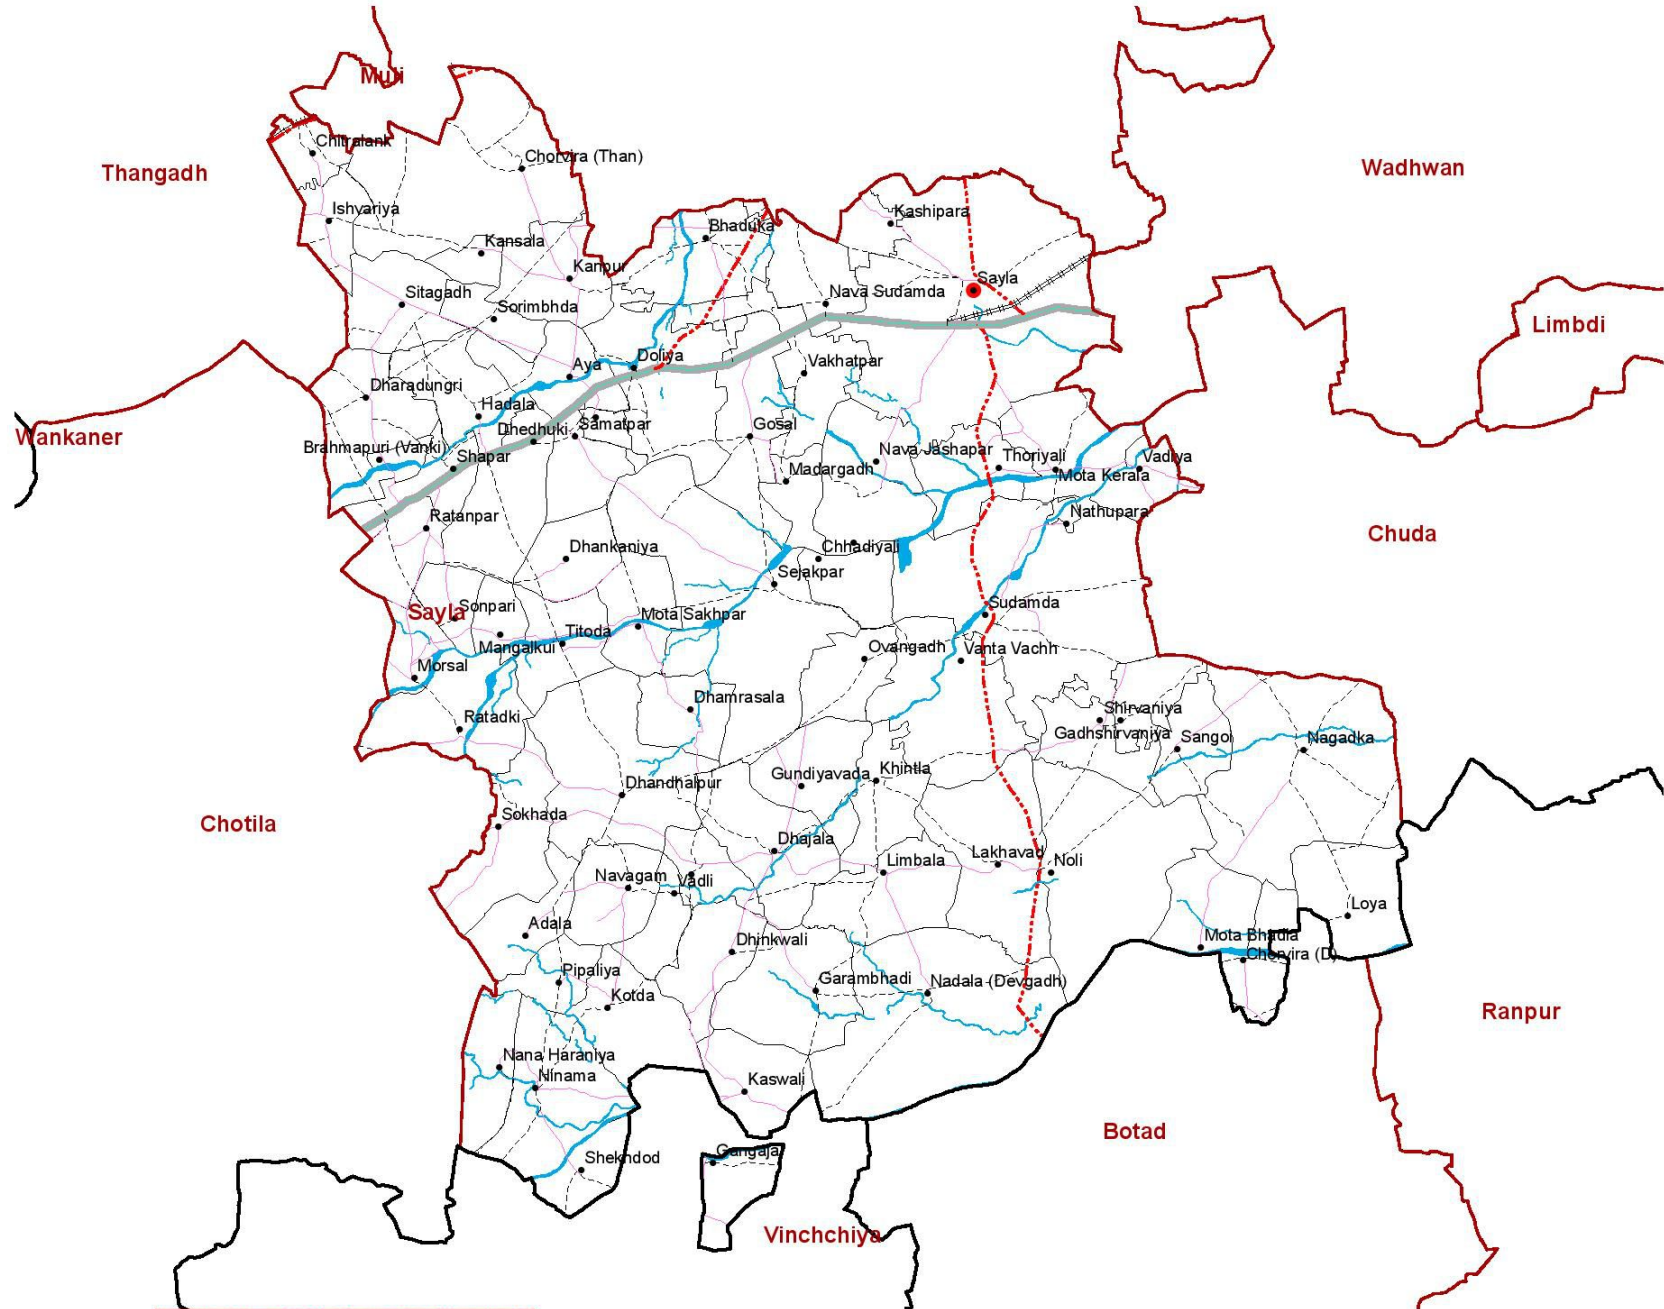 Muli
Chitralank
Chorvira (Than)
Thangadh
Wadhwan
Ishvariya
Kashipara
Bhaduka
Kansala
Kanpur
Sayla
Sitagadh
Nava Sudamda
Sorimbhda
Limbdi
Doliya
Aya
Vakhatpar
Dharadungri
Hadala
Wankaner
Dhedhuki
Samatpar
Gosal
Brahmapuri (Vanki)
Shapar
Nava Jashapar
Thoriyali
Vadiya
Madargadh
Mota Kerala
Ratanpar
Nathupara
Chuda
Dhankaniya
Chhadiyali
Sejakpar
Sayla
Sonpari
Sudamda
Mota Sakhpar
Titoda
Mangalkui
Ovangadh
Vanta Vachh
Morsal
Dhamrasala
Shirvaniya
Ratadki
Gadhshirvaniya
Sangoi
Nagadka
Gundiyavada
Khintla
Dhandhalpur
Sokhada
Chotila
Dhajala
Limbala
Lakhavad
Noli
Navagam
Vadli
Loya
Adala
Dhinkwali
Mota Bhadla
Chorvira (D)
Pipaliya
Garambhadi
Nadala (Devgadh)
Kotda
Ranpur
Nana Haraniya
Ninama
Kaswali
Botad
Shekhdod
Gangajal
Vinchchiya